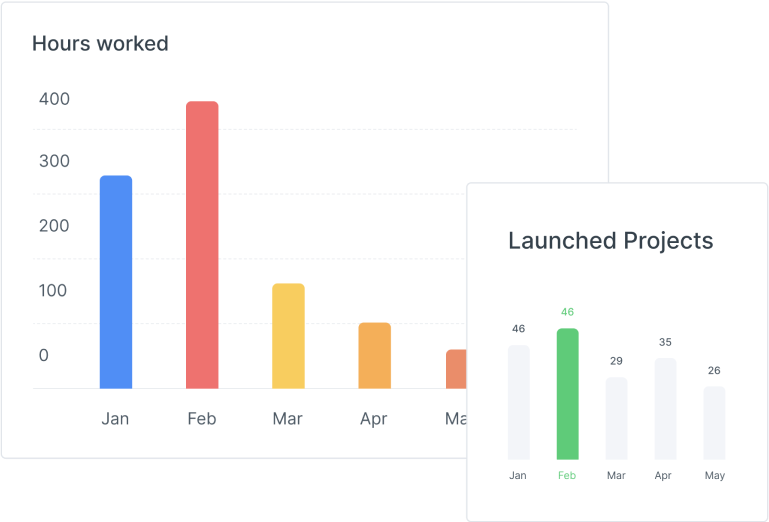 Hours worked
400
300
200
100
0
Jan Feb Mar Apr Ma
Launched Projects
46 46 29 35 26
Jan Feb Mar Apr May